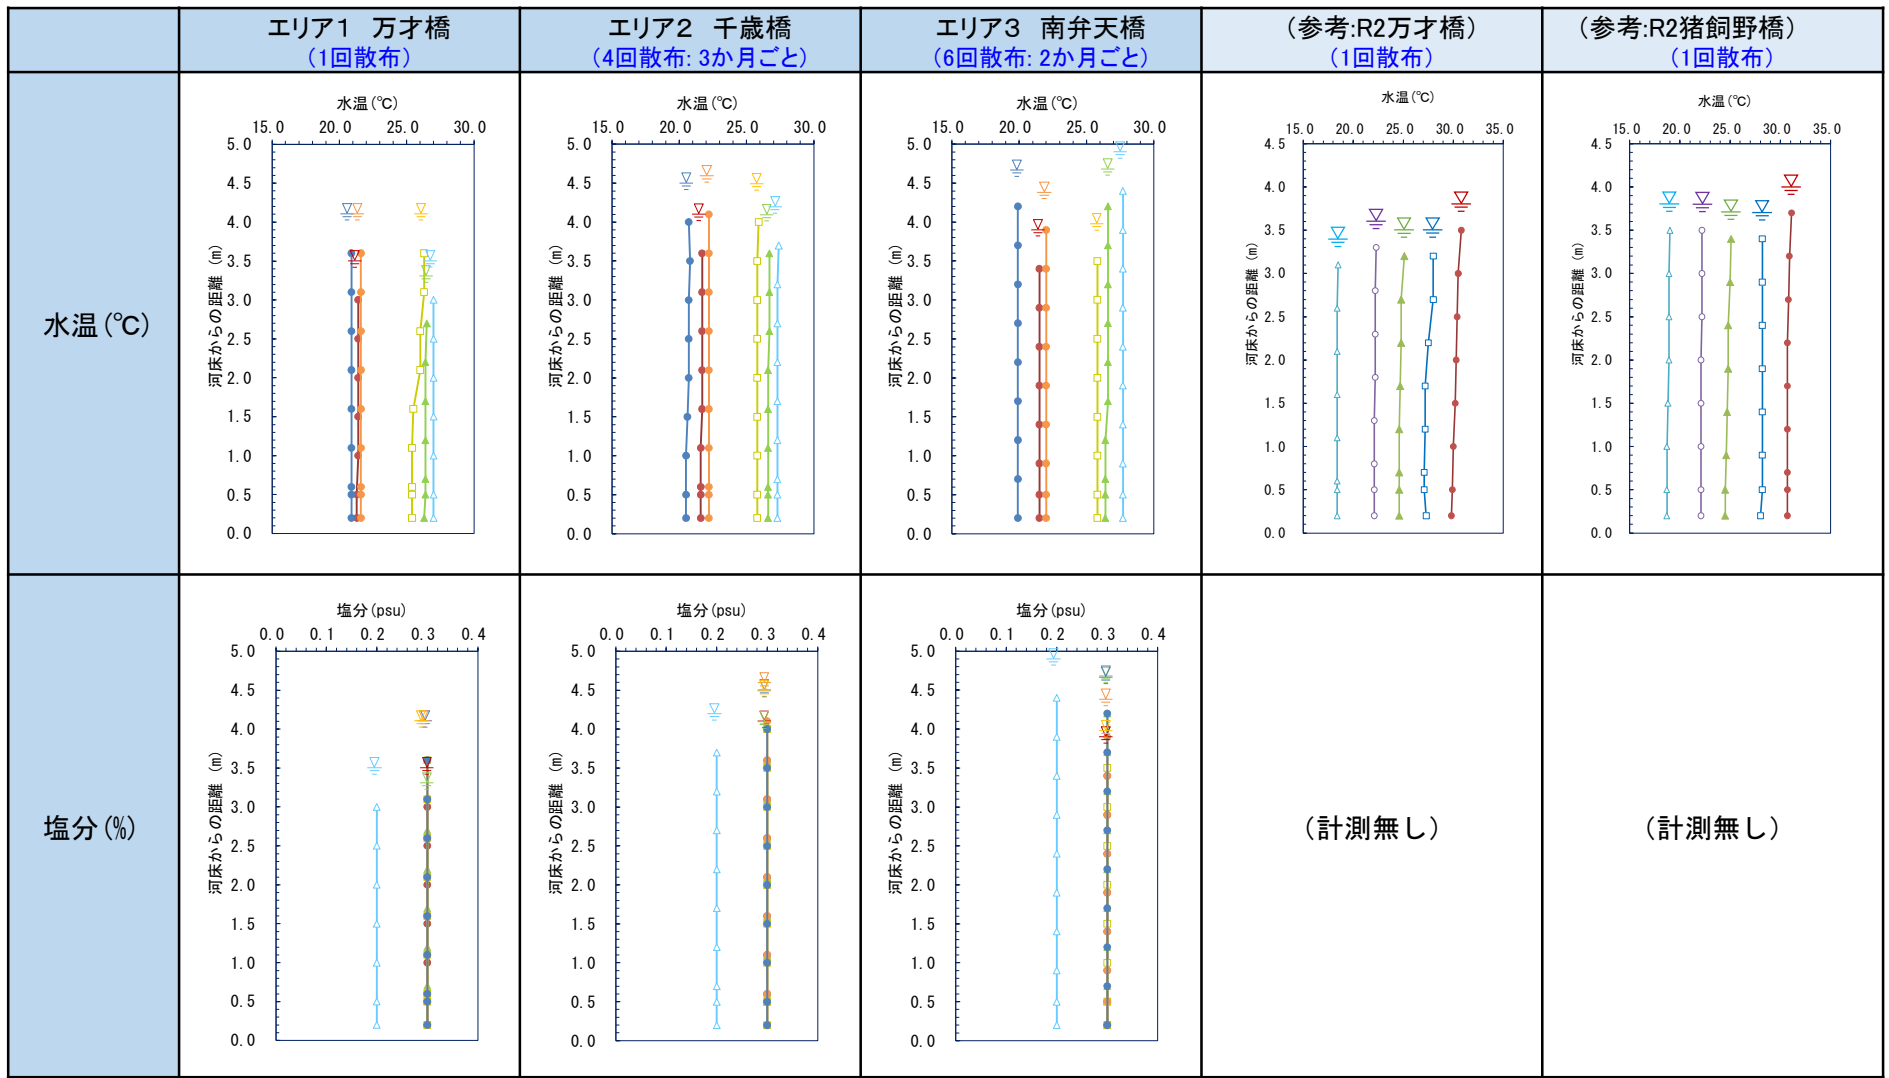 エリア1　万才橋
(1回散布)
エリア2　千歳橋
(4回散布: 3か月ごと)
エリア3　南弁天橋
(6回散布: 2か月ごと)
(参考:R2万才橋)
(1回散布)
(参考:R2猪飼野橋)
(1回散布)
水温(℃)
水温(℃)
15.0 20.0 25.0 30.0
5.0
4.5
4.0
3.5
3.0
2.5
2.0
1.5
1.0
0.5
0.0
河床からの距離 (m)
水温(℃)
15.0 20.0 25.0 30.0
5.0
4.5
4.0
3.5
3.0
2.5
2.0
1.5
1.0
0.5
0.0
河床からの距離 (m)
水温(℃)
15.0 20.0 25.0 30.0
5.0
4.5
4.0
3.5
3.0
2.5
2.0
1.5
1.0
0.5
0.0
河床からの距離 (m)
水温(℃)
15.0 20.0 25.0 30.0 35.0
4.5
4.0
3.5
3.0
2.5
2.0
1.5
1.0
0.5
0.0
河床からの距離 (m)
水温(℃)
15.0 20.0 25.0 30.0 35.0
4.5
4.0
3.5
3.0
2.5
2.0
1.5
1.0
0.5
0.0
河床からの距離 (m)
塩分(%)
塩分(psu)
0.0 0.1 0.2 0.3 0.4
5.0
4.5
4.0
3.5
3.0
2.5
2.0
1.5
1.0
0.5
0.0
河床からの距離 (m)
塩分(psu)
0.0 0.1 0.2 0.3 0.4
5.0
4.5
4.0
3.5
3.0
2.5
2.0
1.5
1.0
0.5
0.0
河床からの距離 (m)
塩分(psu)
0.0 0.1 0.2 0.3 0.4
5.0
4.5
4.0
3.5
3.0
2.5
2.0
1.5
1.0
0.5
0.0
河床からの距離 (m)
(計測無し)
(計測無し)